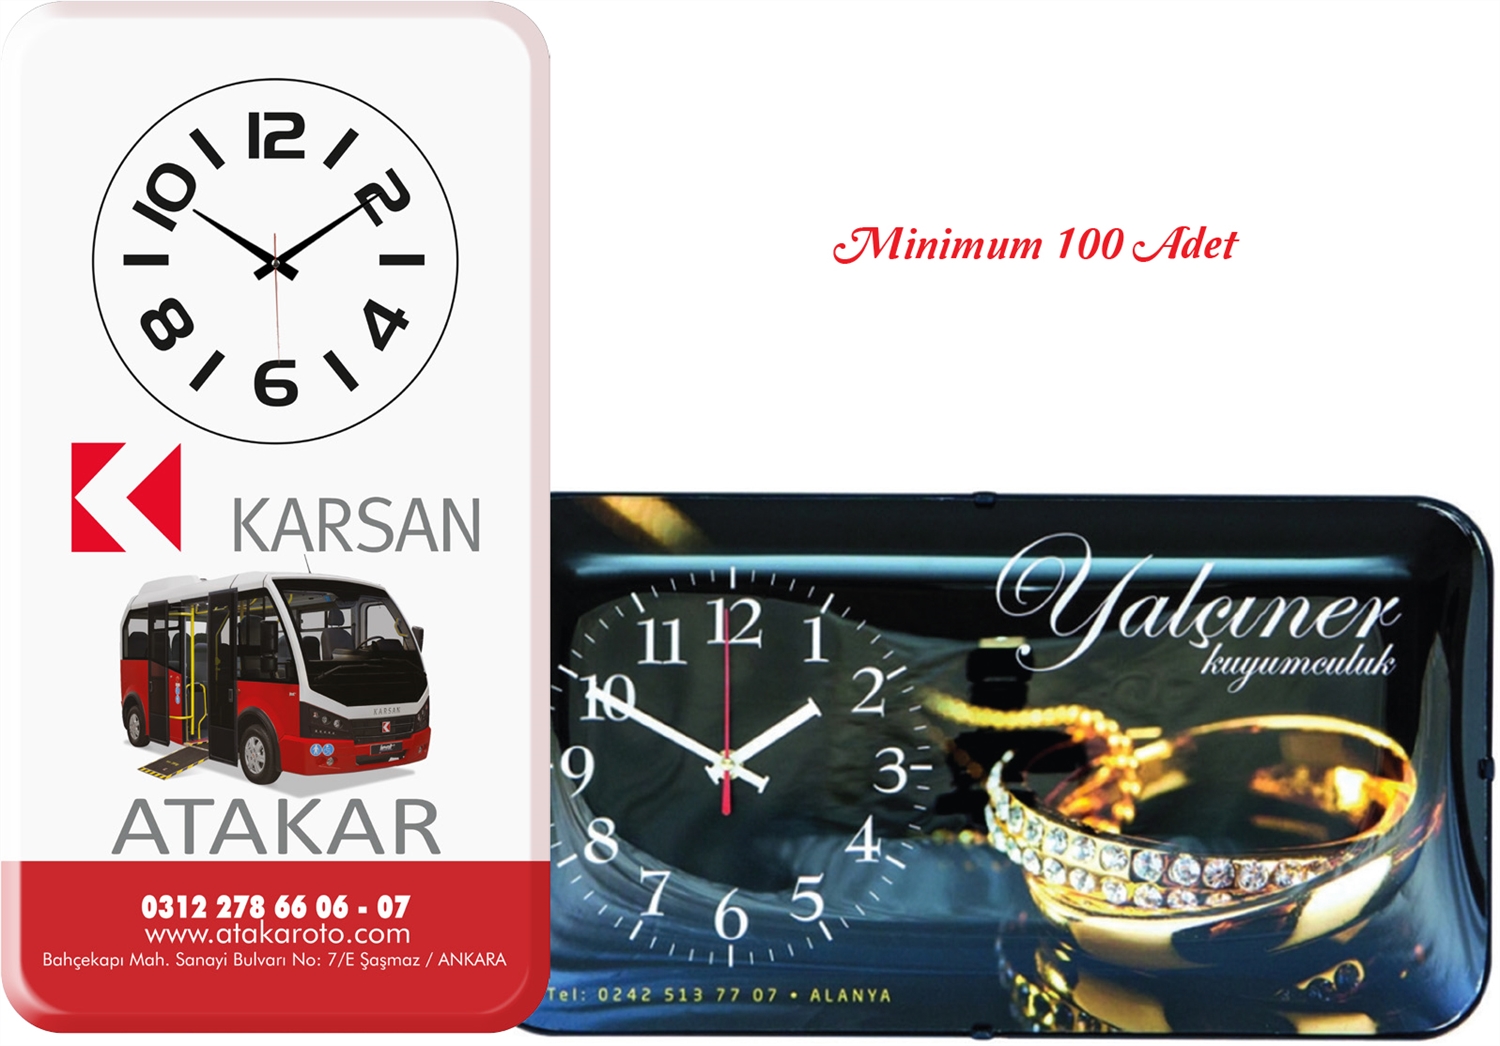 12
2
4
6
8
10
KARSAN
KARSAN
ATAKAR
0312 278 66 06 - 07
www.atakaroto.com
Bahçekapı Mah. Sanayi Bulvarı No: 7/E Şaşmaz / ANKARA
Minimum 100 Adet
12
1
2
3
4
5
6
7
8
9
10
11
Yalçıner
kuyumculuk
Tel: 0242 513 77 07 • ALANYA